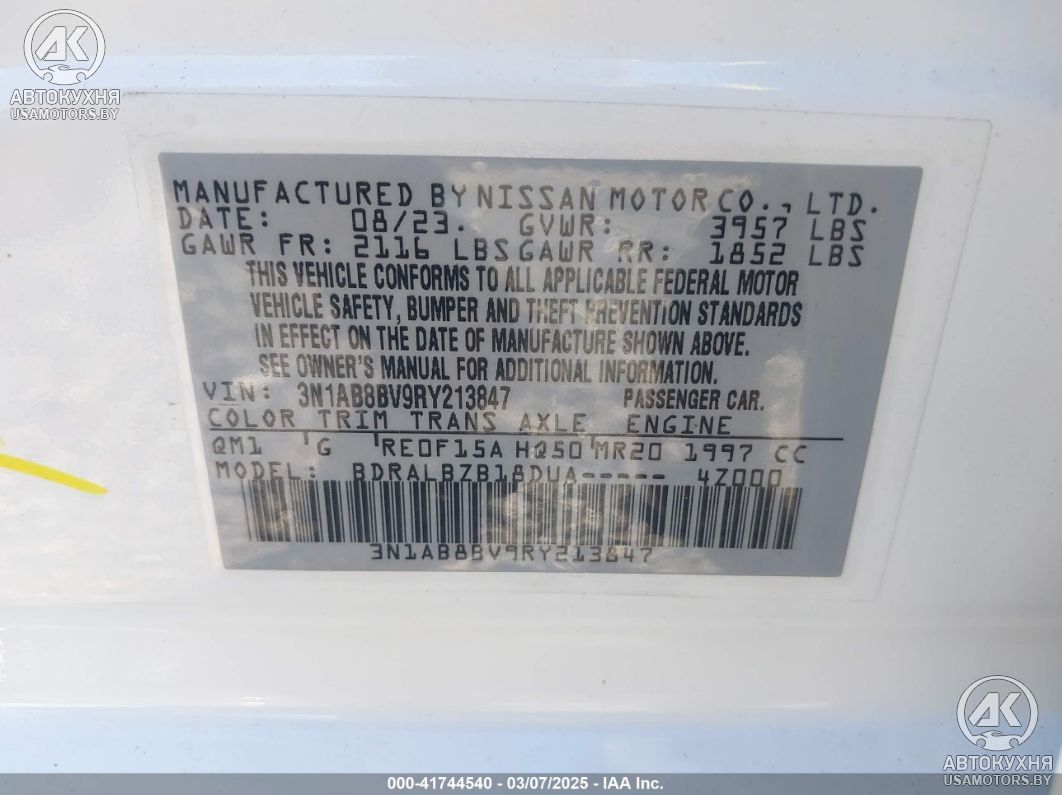 AK
АВТОКУХНЯ
USAMOTORS.BY
MANUFACTURED BY NISSAN MOTOR CO., LTD.
DATE: 08/23. GVWR: 3957 LBS
GAWR FR: 2116 LBS GAWR RR: 1852 LBS
THIS VEHICLE CONFORMS TO ALL APPLICABLE FEDERAL MOTOR
VEHICLE SAFETY, BUMPER AND THEFT PREVENTION STANDARDS
IN EFFECT ON THE DATE OF MANUFACTURE SHOWN ABOVE.
SEE OWNER'S MANUAL FOR ADDITIONAL INFORMATION.
VIN: 3N1AB8BV9RY213847 PASSENGER CAR.
COLOR TRIM TRANS AXLE ENGINE
QM1 'G 'RE0F15A HQ50'MR20 1997 CC
MODEL: BDRALBZB18DUA----- 4Z000
3N1AB8BV9RY213847
AK
АВТОКУХНЯ
USAMOTORS.BY
000-41744540 - 03/07/2025 - IAA Inc.